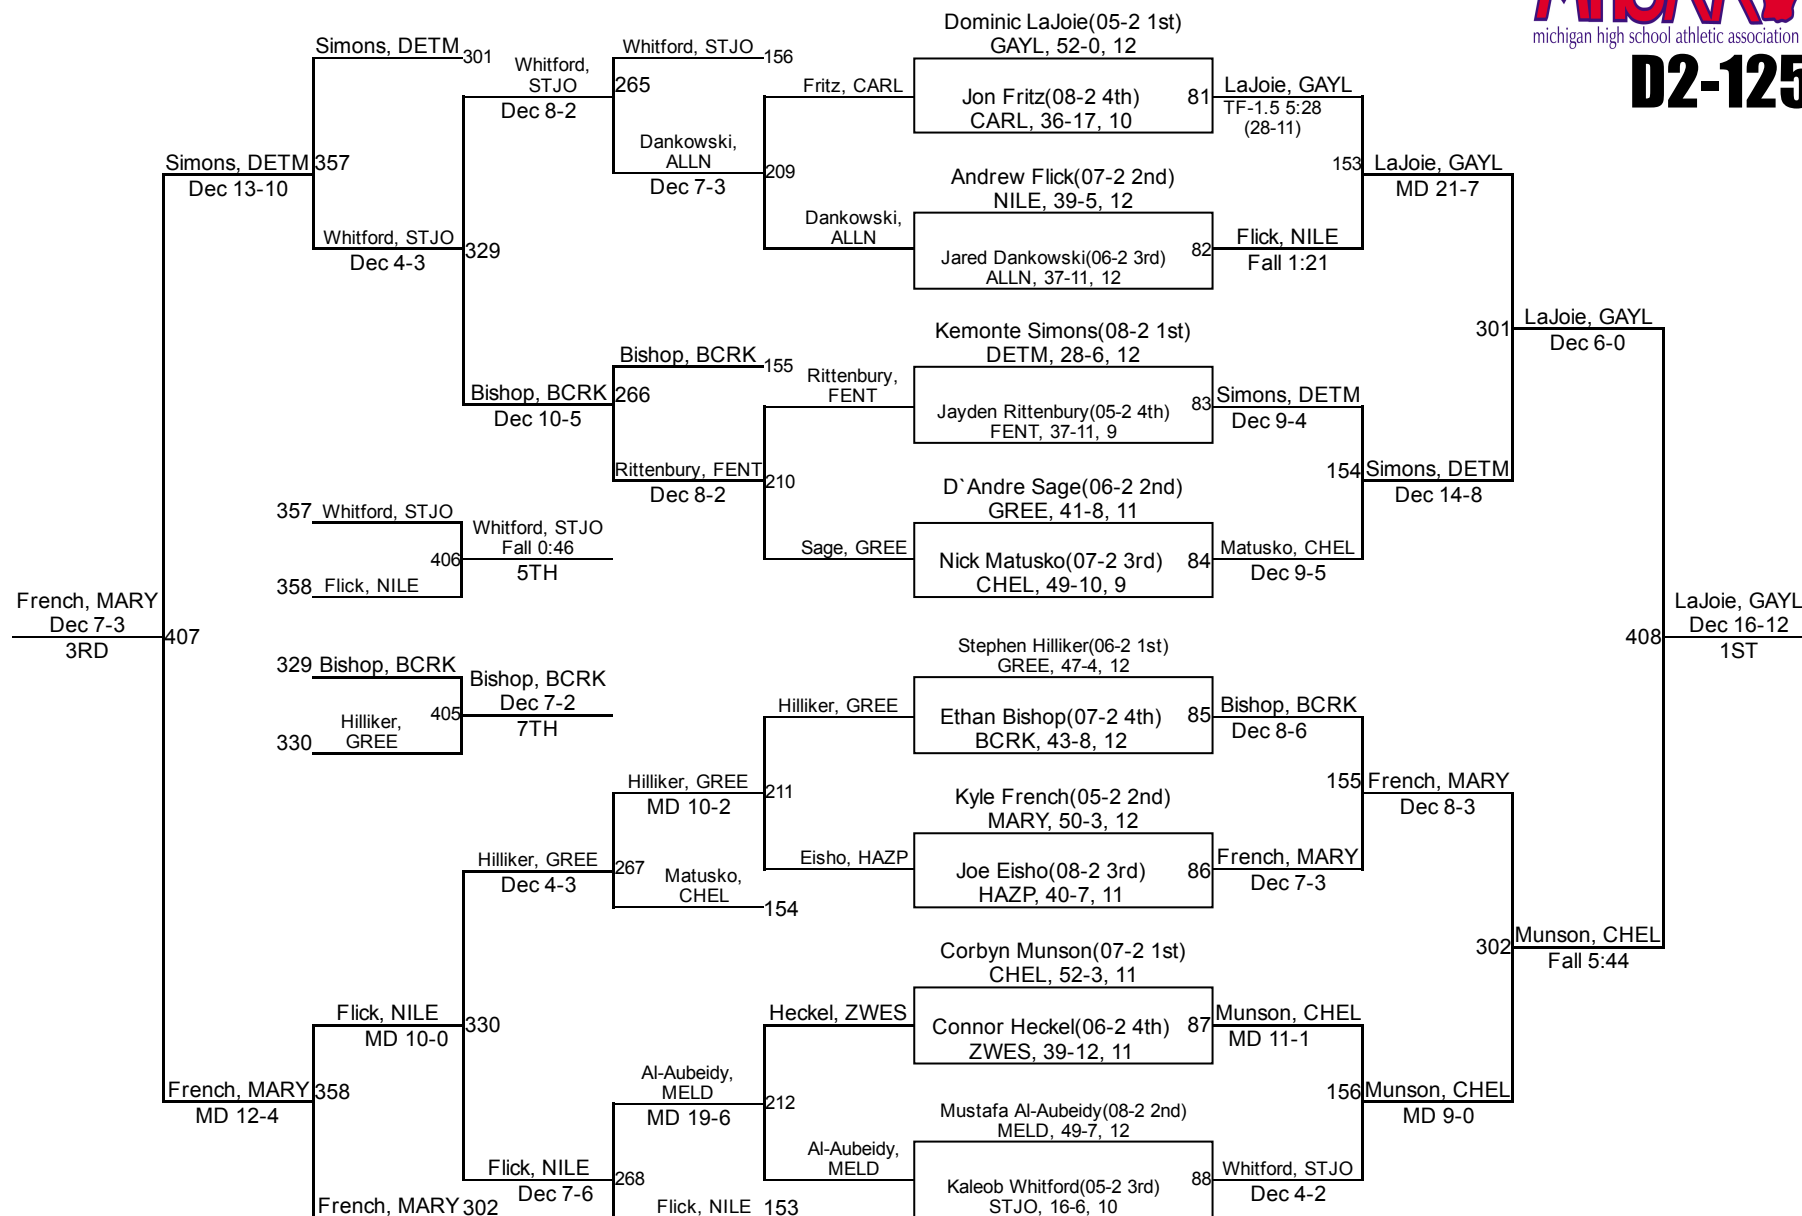 michigan high school athletic association
D2-125
Simons, DETM
301
Whitford,
STJO
Dec 8-2
265
Whitford, STJO
156
Dankowski,
ALLN
Dec 7-3
209
Fritz, CARL
Dankowski,
ALLN
Dominic LaJoie(05-2 1st)
GAYL, 52-0, 12
Jon Fritz(08-2 4th)
CARL, 36-17, 10
81
LaJoie, GAYL
TF-1.5 5:28
(28-11)
Andrew Flick(07-2 2nd)
NILE, 39-5, 12
Jared Dankowski(06-2 3rd)
ALLN, 37-11, 12
82
Flick, NILE
Fall 1:21
153
LaJoie, GAYL
MD 21-7
Simons, DETM
Dec 13-10
357
Whitford, STJO
Dec 4-3
329
Bishop, BCRK
Dec 10-5
266
Bishop, BCRK
155
Rittenbury, FENT
Dec 8-2
210
Rittenbury,
FENT
Sage, GREE
Kemonte Simons(08-2 1st)
DETM, 28-6, 12
Jayden Rittenbury(05-2 4th)
FENT, 37-11, 9
83
Simons, DETM
Dec 9-4
D`Andre Sage(06-2 2nd)
GREE, 41-8, 11
Nick Matusko(07-2 3rd)
CHEL, 49-10, 9
84
Matusko, CHEL
Dec 9-5
154
Simons, DETM
Dec 14-8
301
LaJoie, GAYL
Dec 6-0
357
Whitford, STJO
358
Flick, NILE
406
Whitford, STJO
Fall 0:46
5TH
French, MARY
Dec 7-3
3RD
407
329
Bishop, BCRK
330
Hilliker,
GREE
405
Bishop, BCRK
Dec 7-2
7TH
408
LaJoie, GAYL
Dec 16-12
1ST
Hilliker, GREE
Dec 4-3
267
Hilliker, GREE
MD 10-2
211
Matusko,
CHEL
154
Hilliker, GREE
Eisho, HAZP
Stephen Hilliker(06-2 1st)
GREE, 47-4, 12
Ethan Bishop(07-2 4th)
BCRK, 43-8, 12
85
Bishop, BCRK
Dec 8-6
Kyle French(05-2 2nd)
MARY, 50-3, 12
Joe Eisho(08-2 3rd)
HAZP, 40-7, 11
86
French, MARY
Dec 7-3
155
French, MARY
Dec 8-3
302
Munson, CHEL
Fall 5:44
French, MARY
MD 12-4
358
Flick, NILE
MD 10-0
330
French, MARY
302
Flick, NILE
Dec 7-6
268
Al-Aubeidy,
MELD
MD 19-6
212
Flick, NILE
153
Heckel, ZWES
Al-Aubeidy,
MELD
Corbyn Munson(07-2 1st)
CHEL, 52-3, 11
Connor Heckel(06-2 4th)
ZWES, 39-12, 11
87
Munson, CHEL
MD 11-1
Mustafa Al-Aubeidy(08-2 2nd)
MELD, 49-7, 12
Kaleob Whitford(05-2 3rd)
STJO, 16-6, 10
88
Whitford, STJO
Dec 4-2
156
Munson, CHEL
MD 9-0